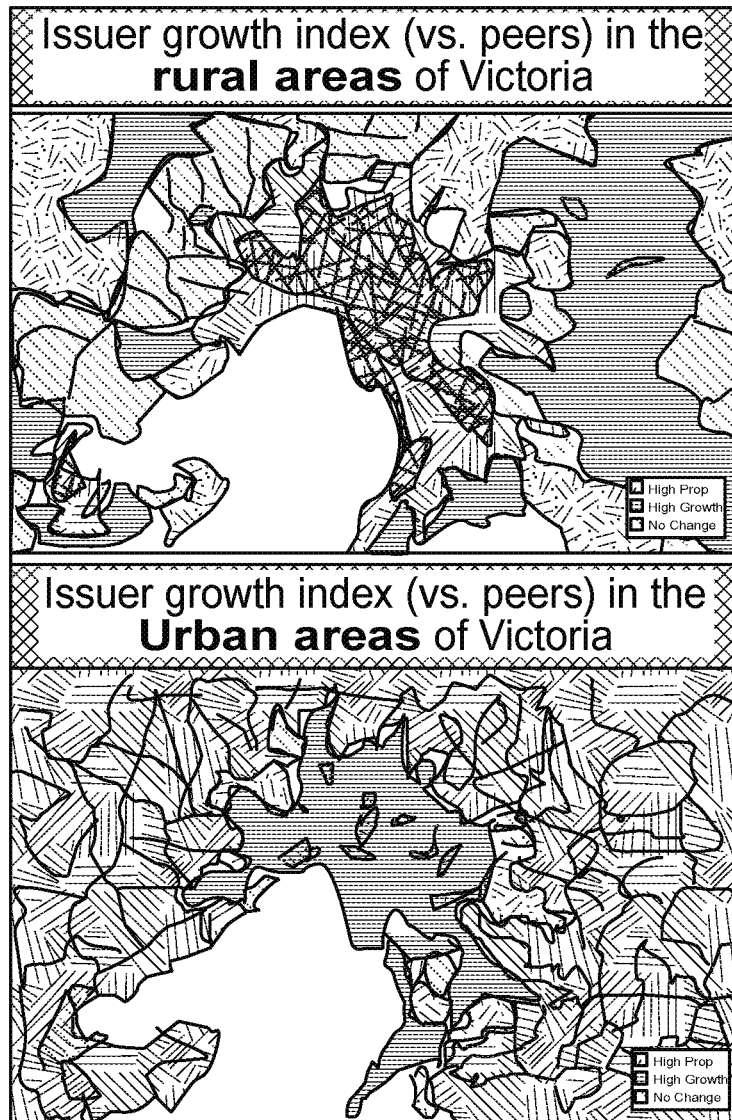 Issuer growth index (vs. peers) in the
rural areas of Victoria
High Prop
High Growth
No Change
Issuer growth index (vs. peers) in the
Urban areas of Victoria
High Prop
High Growth
No Change